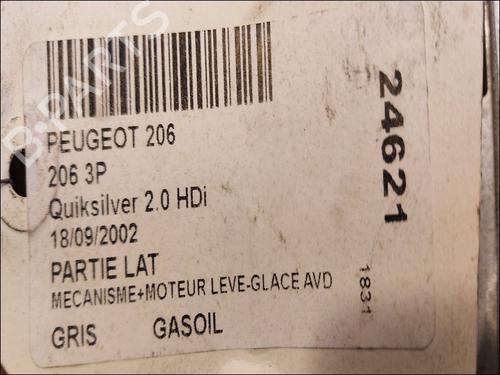 B-PARTS
PEUGEOT 206
206 3P
Quiksilver 2.0 HDi
18/09/2002
PARTIE LAT
MECANISME+MOTEUR LEVE-GLACE AVD
GRIS GASOIL
24621
1831